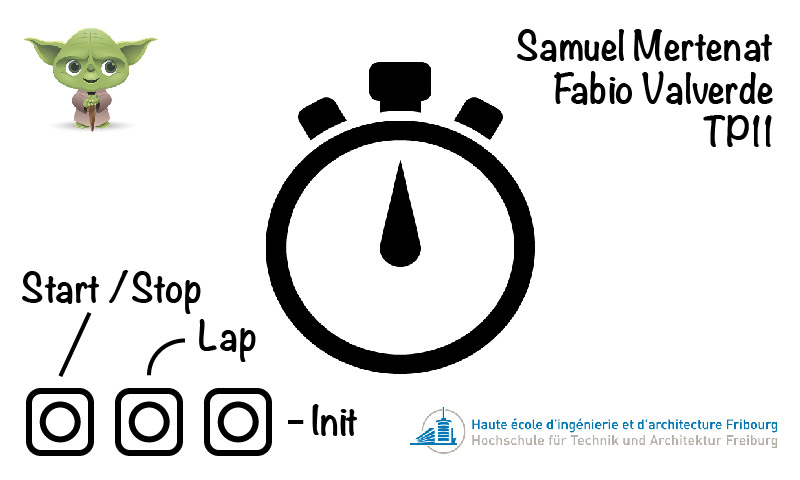 Samuel Mertenat
Fabio Valverde
TP11
Start / Stop
Lap
- Init
Haute école d'ingénierie et d'architecture Fribourg
Hochschule für Technik und Architektur Freiburg